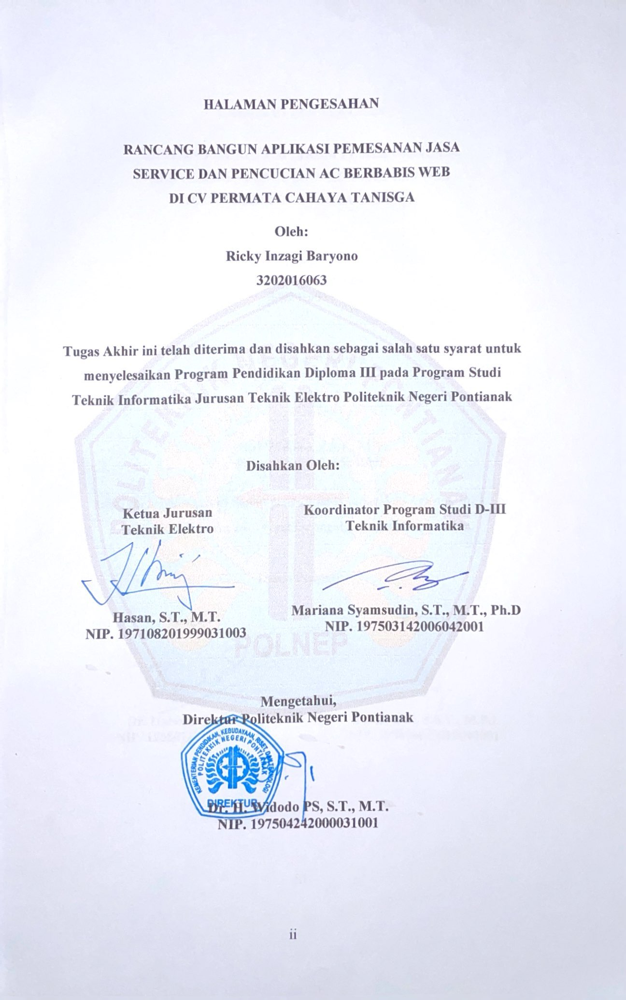 HALAMAN PENGESAHAN
RANCANG BANGUN APLIKASI PEMESANAN JASA
SERVICE DAN PENCUCIAN AC BERBABIS WEB
DI CV PERMATA CAHAYA TANISGA
Oleh:
Ricky Inzagi Baryono
3202016063
Tugas Akhir ini telah diterima dan disahkan sebagai salah satu syarat untuk
menyelesaikan Program Pendidikan Diploma III pada Program Studi
Teknik Informatika Jurusan Teknik Elektro Politeknik Negeri Pontianak
POLITEKNIK NEGERI PONTIANAK
Disahkan Oleh:
Ketua Jurusan
Teknik Elektro
Hasan, S.T., M.T.
NIP. 197108201999031003
Koordinator Program Studi D-III
Teknik Informatika
Mariana Syamsudin, S.T., M.T., Ph.D
NIP. 197503142006042001
POLNEP
Mengetahui,
Direktur Politeknik Negeri Pontianak
KEMENTERIAN PENDIDIKAN, KEBUDAYAAN, RISET, DAN TEKNOLOGI
POLITEKNIK NEGERI PONTIANAK
DIREKTUR
Dr. H. Widodo PS, S.T., M.T.
NIP. 197504242000031001
ii